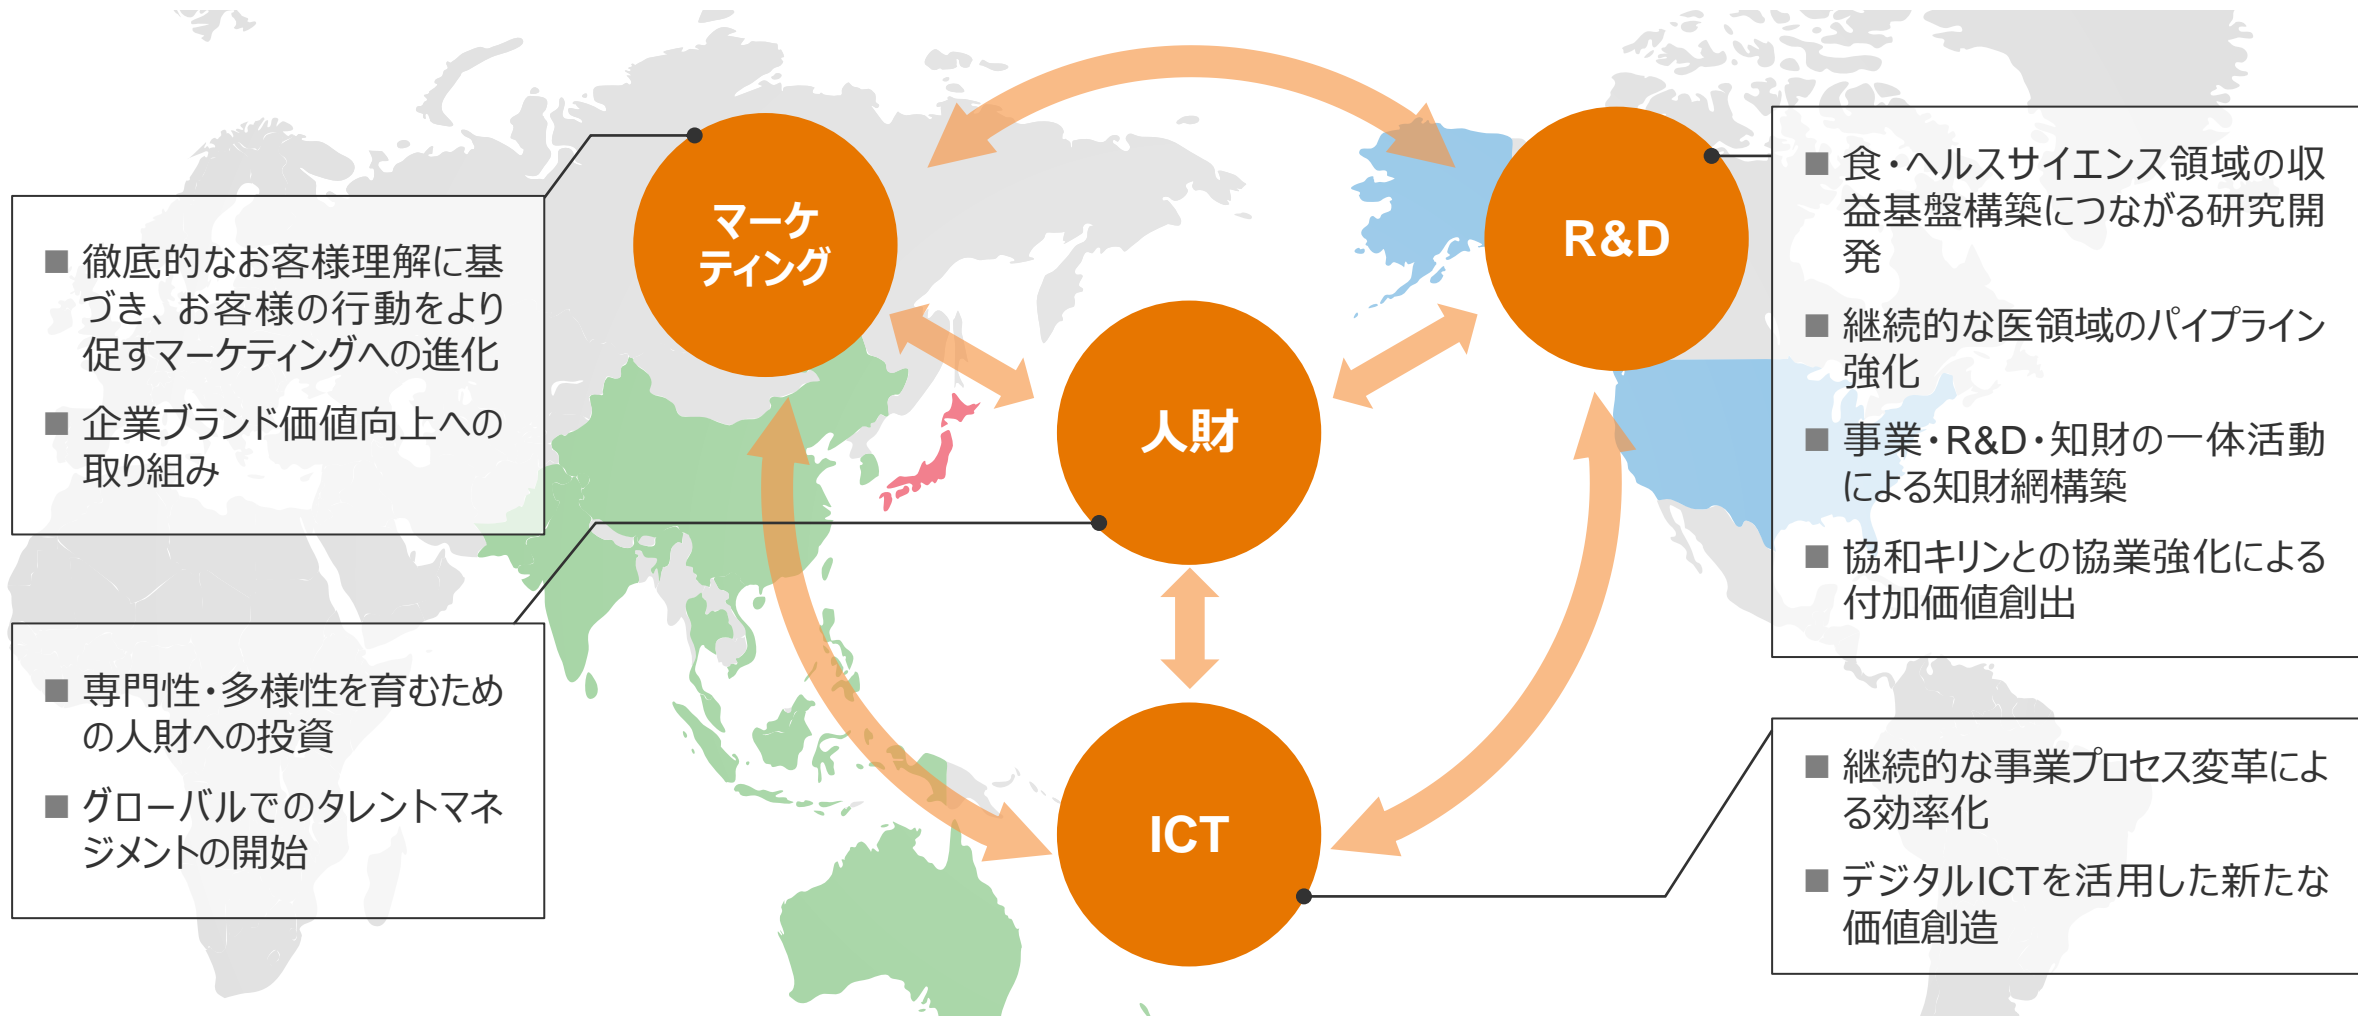 マーケ
ティング
R&D
人財
ICT
■ 徹底的なお客様理解に基
づき、お客様の行動をより
促すマーケティングへの進化
■ 企業ブランド価値向上への
取り組み
■ 専門性・多様性を育むため
の人財への投資
■ グローバルでのタレントマネ
ジメントの開始
■ 食・ヘルスサイエンス領域の収
益基盤構築につながる研究開
発
■ 継続的な医領域のパイプライン
強化
■ 事業・R&D・知財の一体活動
による知財網構築
■ 協和キリンとの協業強化による
付加価値創出
■ 継続的な事業プロセス変革によ
る効率化
■ デジタルICTを活用した新たな
価値創造